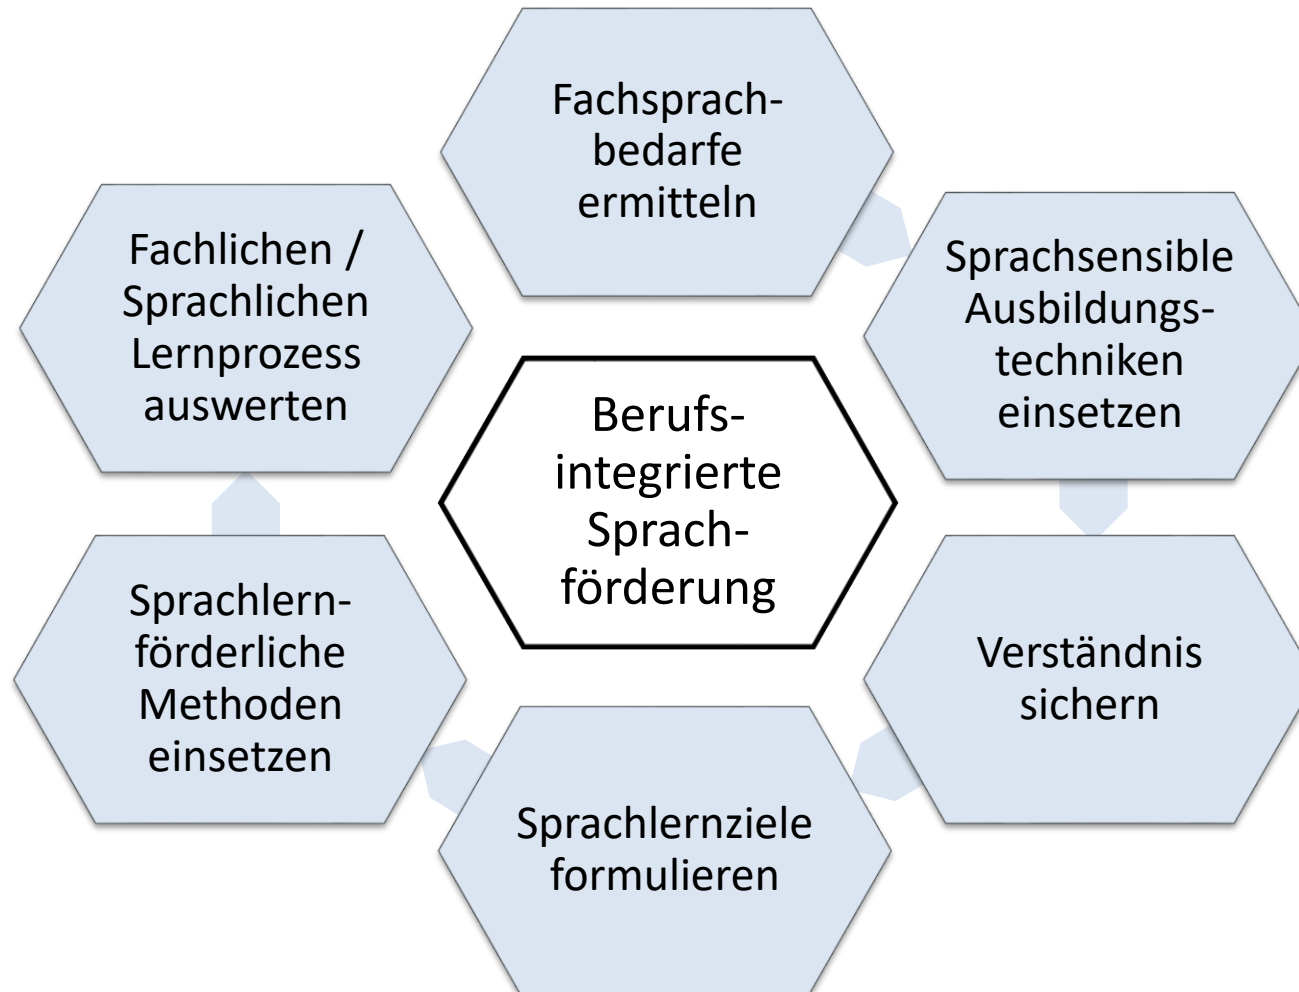 Fachsprach-
bedarfe
ermitteln
Sprachsensible
Ausbildungs-
techniken
einsetzen
Verständnis
sichern
Sprachlernziele
formulieren
Sprachlern-
förderliche
Methoden
einsetzen
Fachlichen /
Sprachlichen
Lernprozess
auswerten
Berufs-
integrierte
Sprach-
förderung